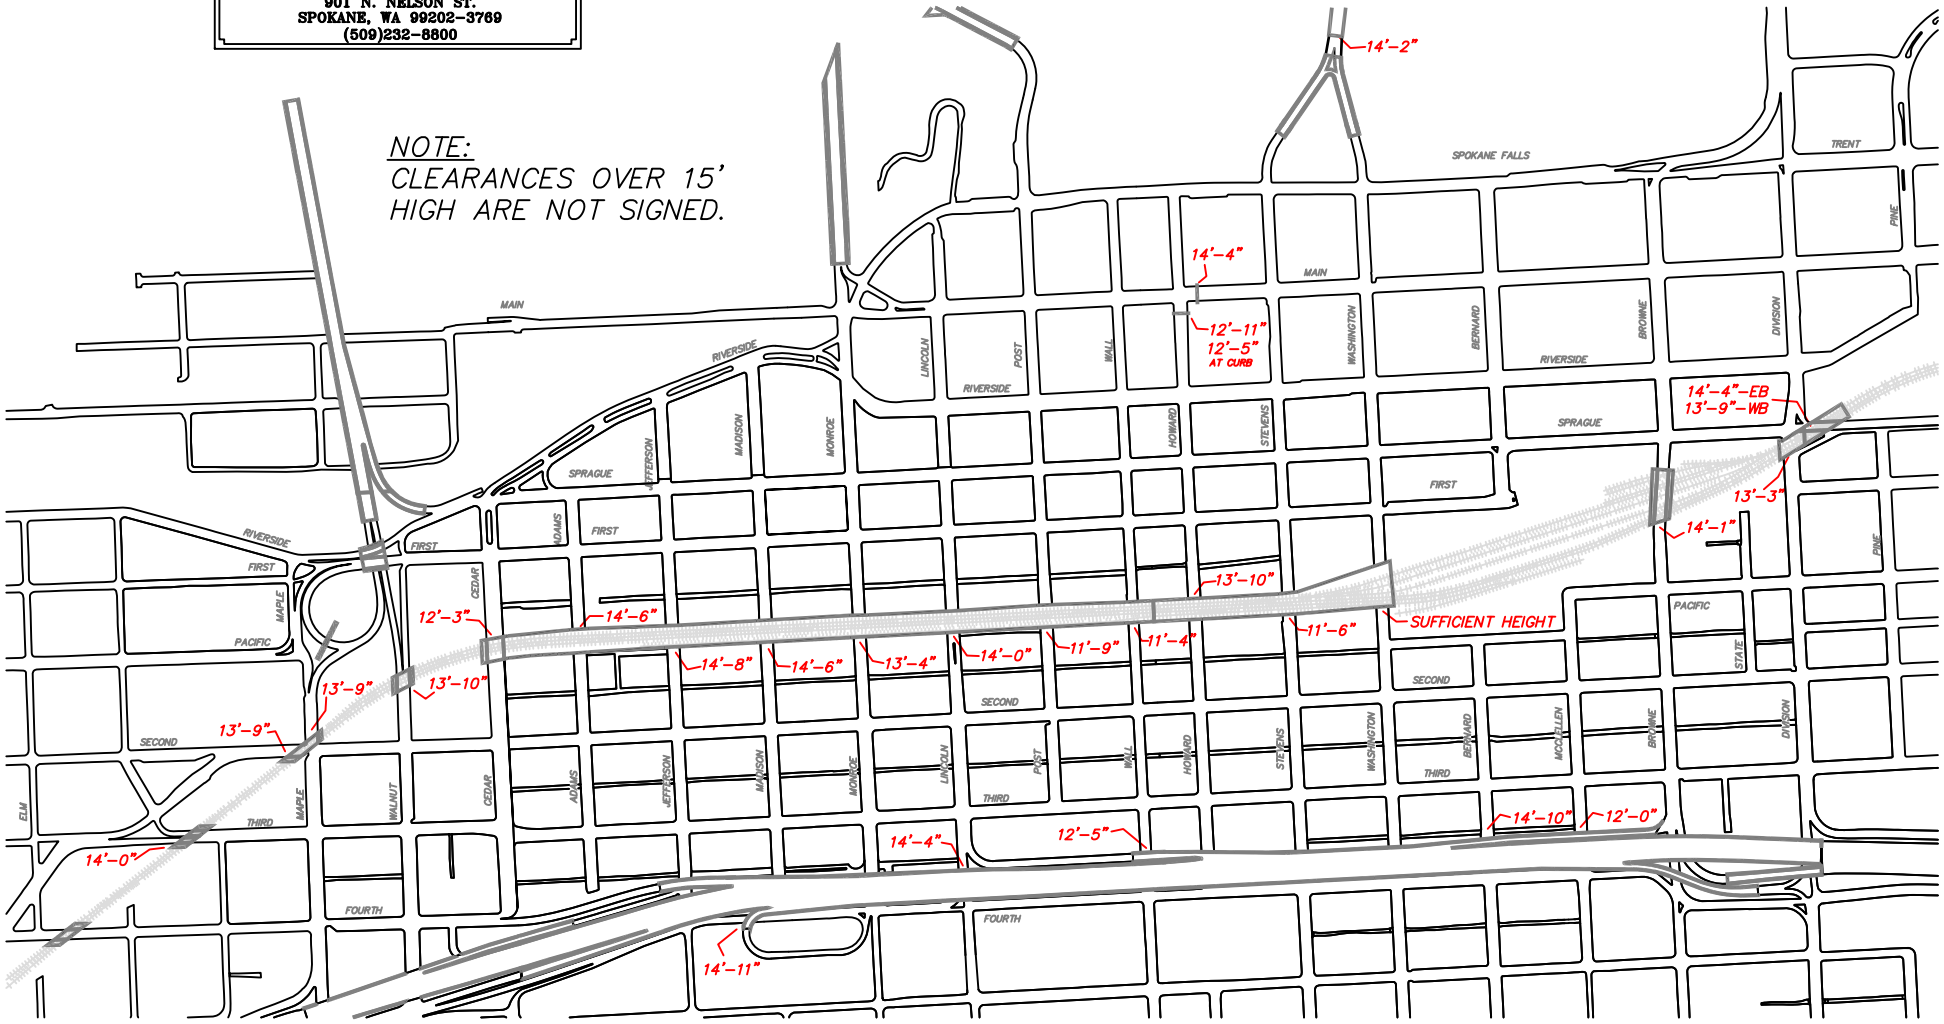 901 N. NELSON ST.
SPOKANE, WA 99202-3769
(509)232-8800
14'-2"
NOTE:
CLEARANCES OVER 15'
HIGH ARE NOT SIGNED.
SPOKANE FALLS
TRENT
PINE
14'-4"
MAIN
MAIN
12'-11"
12'-5"
AT CURB
WASHINGTON
BERNARD
BROWNE
DIVISION
RIVERSIDE
LINCOLN
POST
WALL
RIVERSIDE
RIVERSIDE
14'-4"-EB
13'-9"-WB
JEFFERSON
MADISON
MONROE
HOWARD
STEVENS
SPRAGUE
SPRAGUE
FIRST
13'-3"
14'-1"
RIVERSIDE
FIRST
FIRST
ADAMS
FIRST
PINE
MAPLE
CEDAR
13'-10"
PACIFIC
12'-3"
14'-6"
PACIFIC
SUFFICIENT HEIGHT
11'-6"
11'-4"
11'-9"
14'-0"
13'-4"
14'-6"
14'-8"
STATE
13'-10"
13'-9"
SECOND
SECOND
13'-9"
SECOND
ELM
MAPLE
WALNUT
CEDAR
ADAMS
JEFFERSON
MADISON
MONROE
LINCOLN
POST
WALL
HOWARD
STEVENS
WASHINGTON
BERNARD
MCCLELLEN
BROWNE
DIVISION
THIRD
THIRD
THIRD
14'-0"
14'-4"
12'-5"
14'-10"
12'-0"
FOURTH
FOURTH
14'-11"